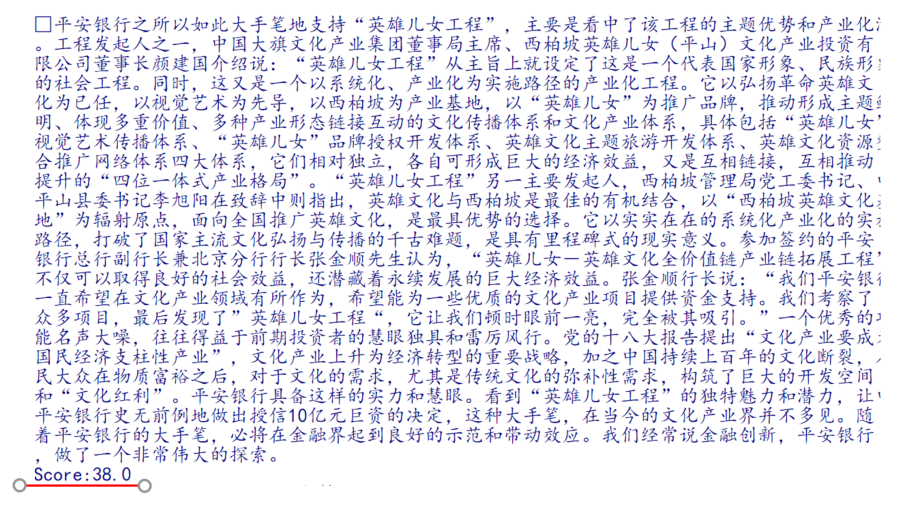 □平安银行之所以如此大手笔地支持“英雄儿女工程”，主要是看中了该工程的主题优势和产业化
。工程发起人之一，中国大旗文化产业集团董事局主席、西柏坡英雄儿女（平山）文化产业投资有
限公司董事长颜建国介绍说：“英雄儿女工程”从主旨上就设定了这是一个代表国家形象、民族形
的社会工程。同时，这又是一个以系统化、产业化为实施路径的产业化工程。它以弘扬革命英雄文
化为已任，以视觉艺术为先导，以西柏坡为产业基地，以“英雄儿女”为推广品牌，推动形成主题
明、体现多重价值、多种产业形态链接互动的文化传播体系和文化产业体系，具体包括“英雄儿女”
视觉艺术传播体系、“英雄儿女”品牌授权开发体系、英雄文化主题旅游开发体系、英雄文化资源
合推广网络体系四大体系，它们相对独立，各自可形成巨大的经济效益，又是互相链接，互相推动
提升的“四位一体式产业格局”。“英雄儿女工程”另一主要发起人，西柏坡管理局党工委书记、
平山县委书记李旭阳在致辞中则指出，英雄文化与西柏坡是最佳的有机结合，以“西柏坡英雄文化
地”为辐射原点，面向全国推广英雄文化，是最具优势的选择。它以实实在在的系统化产业化的实
路径，打破了国家主流文化弘扬与传播的千古难题，是具有里程碑式的现实意义。参加签约的平安
银行总行副行长兼北京分行行长张金顺先生认为，“英雄儿女－英雄文化全价值链产业链拓展工程”
不仅可以取得良好的社会效益，还潜藏着永续发展的巨大经济效益。张金顺行长说：“我们平安银行
一直希望在文化产业领域有所作为，希望能为一些优质的文化产业项目提供资金支持。我们考察了
众多项目，最后发现了”英雄儿女工程“，它让我们顿时眼前一亮，完全被其吸引。”一个优秀的
能名声大噪，往往得益于前期投资者的慧眼独具和雷厉风行。党的十八大报告提出“文化产业要成
国民经济支柱性产业”，文化产业上升为经济转型的重要战略，加之中国持续上百年的文化断裂，
民大众在物质富裕之后，对于文化的需求，尤其是传统文化的弥补性需求，构筑了巨大的开发空间
和“文化红利”。平安银行具备这样的实力和慧眼。看到“英雄儿女工程”的独特魅力和潜力，让
平安银行史无前例地做出授信10亿元巨资的决定，这种大手笔，在当今的文化产业界并不多见。随
着平安银行的大手笔，必将在金融界起到良好的示范和带动效应。我们经常说金融创新，平安银行
，做了一个非常伟大的探索。
Score:38.0